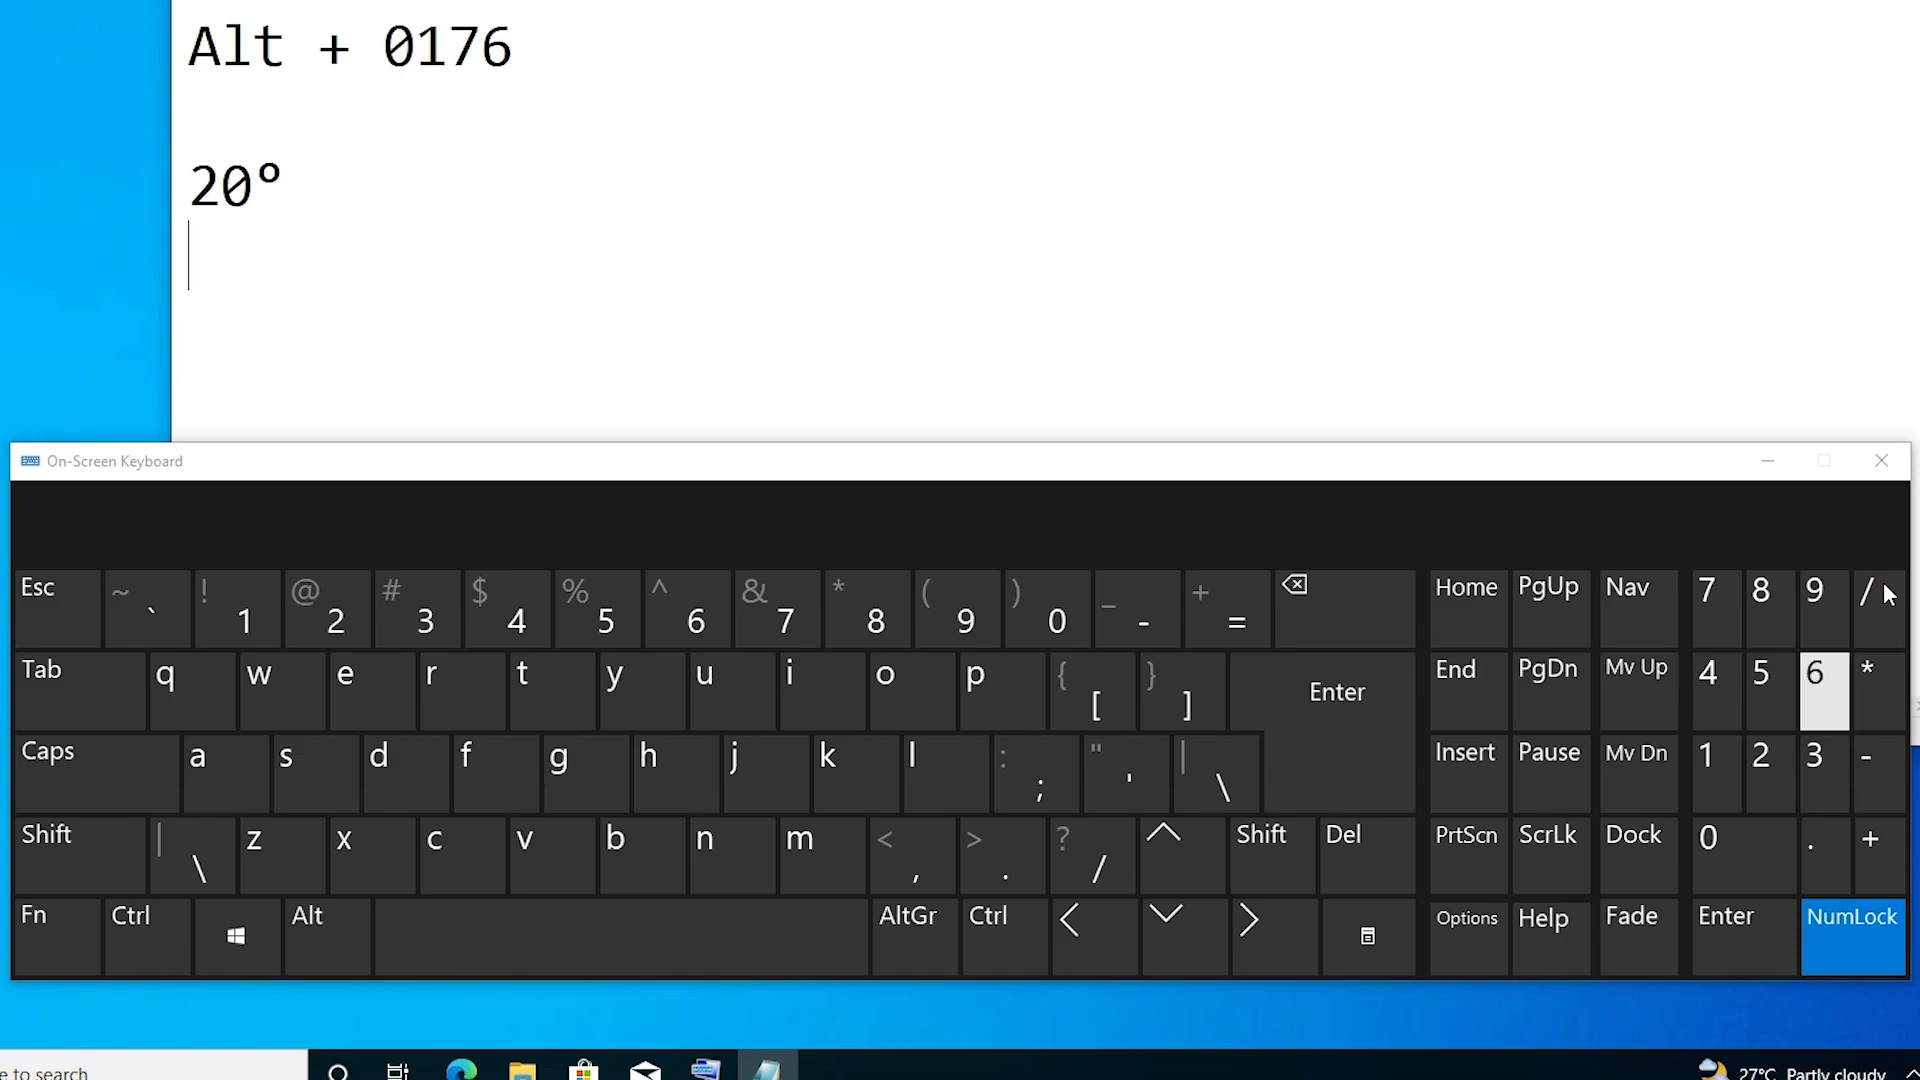 Alt + 0176
20°
On-Screen Keyboard
Esc ~ ` ! 1 @ 2 # 3 $ 4 % 5 ^ 6 & 7 * 8 ( 9 ) 0 _ - + = Home PgUp Nav 7 8 9 /
Tab q w e r t y u i o p { [ } ] Enter End PgDn Mv Up 4 5 6 *
Caps a s d f g h j k l : ; " ' | \ Insert Pause Mv Dn 1 2 3 -
Shift | \ z x c v b n m < , > . ? / Shift Del PrtScn ScrLk Dock 0 . +
Fn Ctrl Alt AltGr Ctrl Options Help Fade Enter NumLock
e to search
27°C Partly cloudy